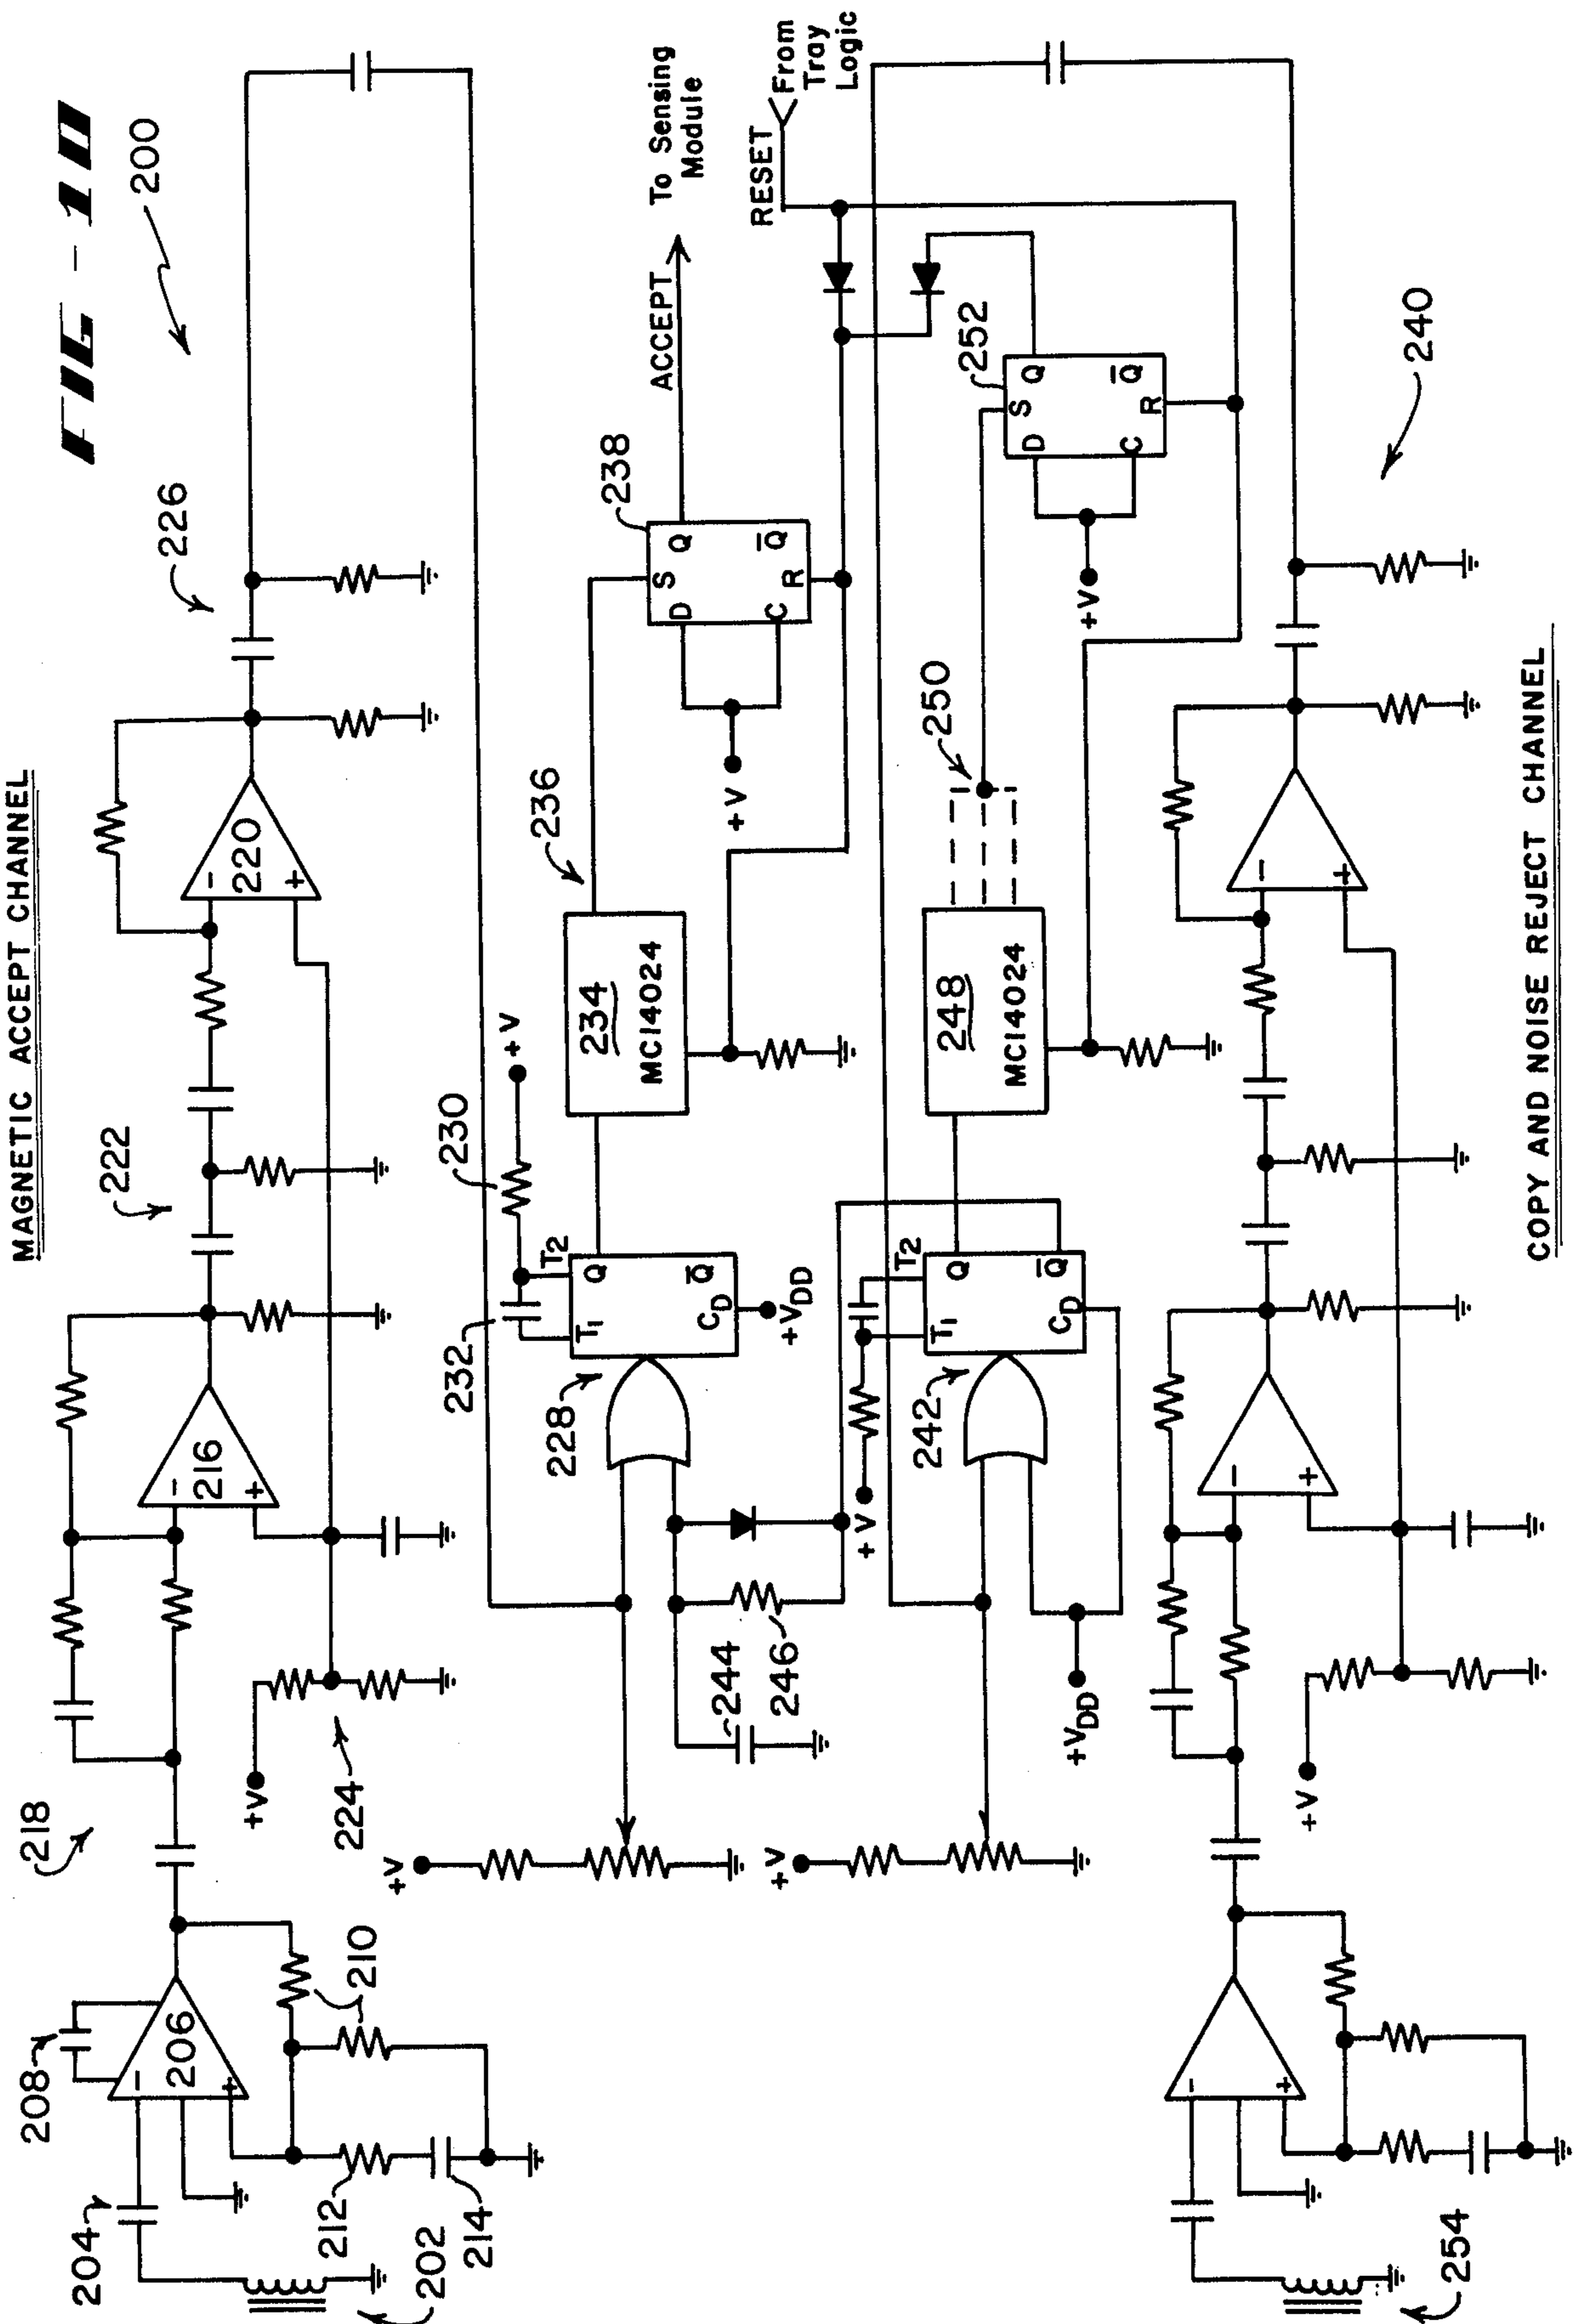 FIG - 10
200
MAGNETIC ACCEPT CHANNEL
218
208
206
-
+
204
202
210
212
214
+V
224
216
-
+
222
220
-
+
226
+V
232
230
+V
T1
T2
Q
Q̅
CD
+VDD
228
234
MC14024
236
238
S
D
Q
C
Q̅
R
+V
ACCEPT
To Sensing
Module
RESET
From
Tray
Logic
244
246
+V
+V
T1
T2
Q
Q̅
CD
242
+VDD
248
MC14024
250
252
S
D
Q
C
Q̅
R
+V
240
254
-
+
+V
-
+
-
+
COPY AND NOISE REJECT CHANNEL